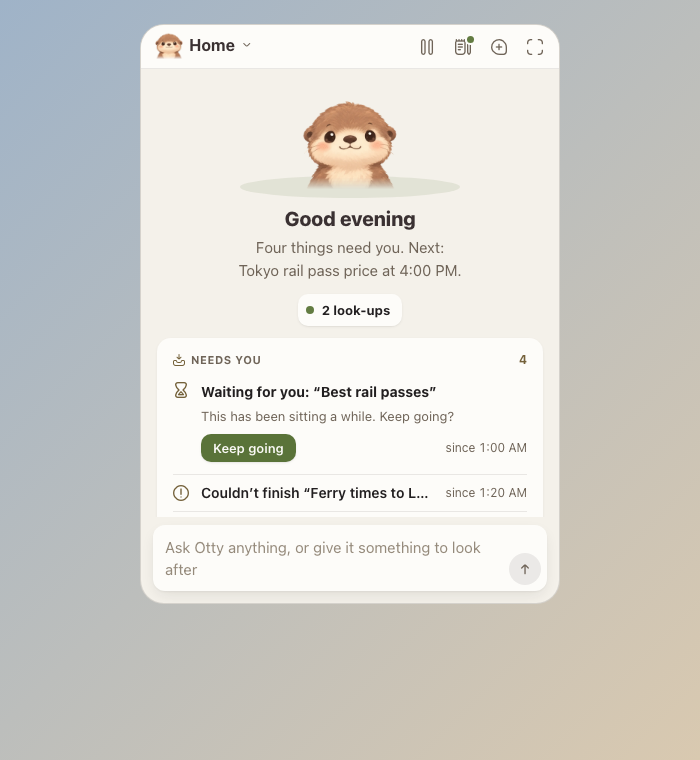 Home
Good evening
Four things need you. Next:
Tokyo rail pass price at 4:00 PM.
2 look-ups
NEEDS YOU 4
Waiting for you: “Best rail passes”
This has been sitting a while. Keep going?
Keep going since 1:00 AM
Couldn’t finish “Ferry times to L… since 1:20 AM
Ask Otty anything, or give it something to look
after